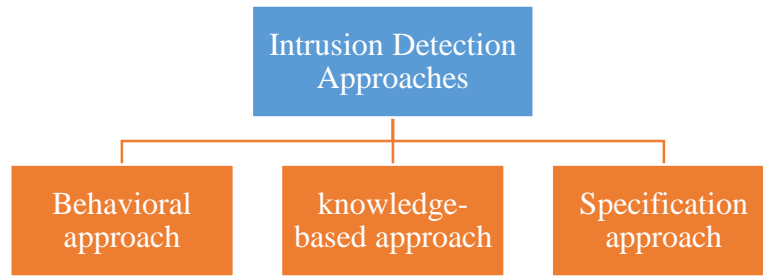 Intrusion Detection
Approaches
Behavioral
approach
knowledge-
based approach
Specification
approach